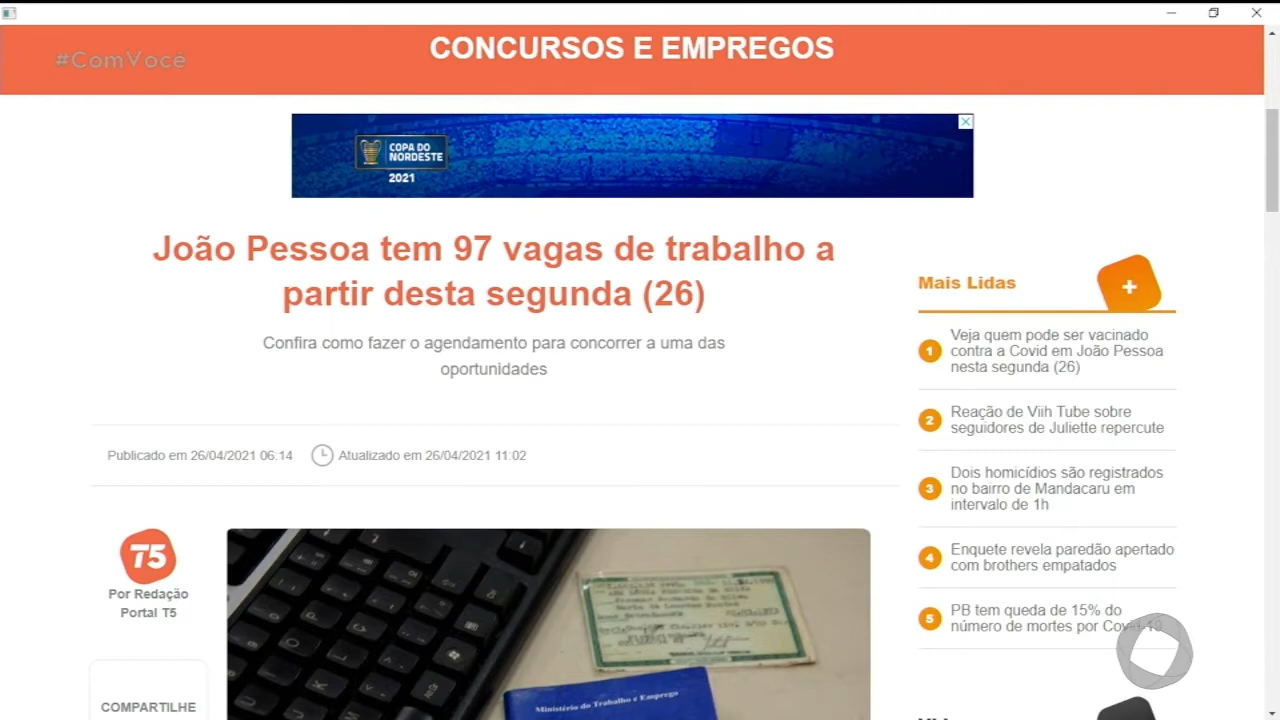 #ComVocê
CONCURSOS E EMPREGOS
COPA DO
NORDESTE
2021
João Pessoa tem 97 vagas de trabalho a
partir desta segunda (26)
Confira como fazer o agendamento para concorrer a uma das
oportunidades
Publicado em 26/04/2021 06:14
Atualizado em 26/04/2021 11:02
T5
Por Redação
Portal T5
COMPARTILHE
Ministério do Trabalho e Emprego
Mais Lidas
+
1
Veja quem pode ser vacinado
contra a Covid em João Pessoa
nesta segunda (26)
2
Reação de Viih Tube sobre
seguidores de Juliette repercute
3
Dois homicídios são registrados
no bairro de Mandacaru em
intervalo de 1h
4
Enquete revela paredão apertado
com brothers empatados
5
PB tem queda de 15% do
número de mortes por Covid-19